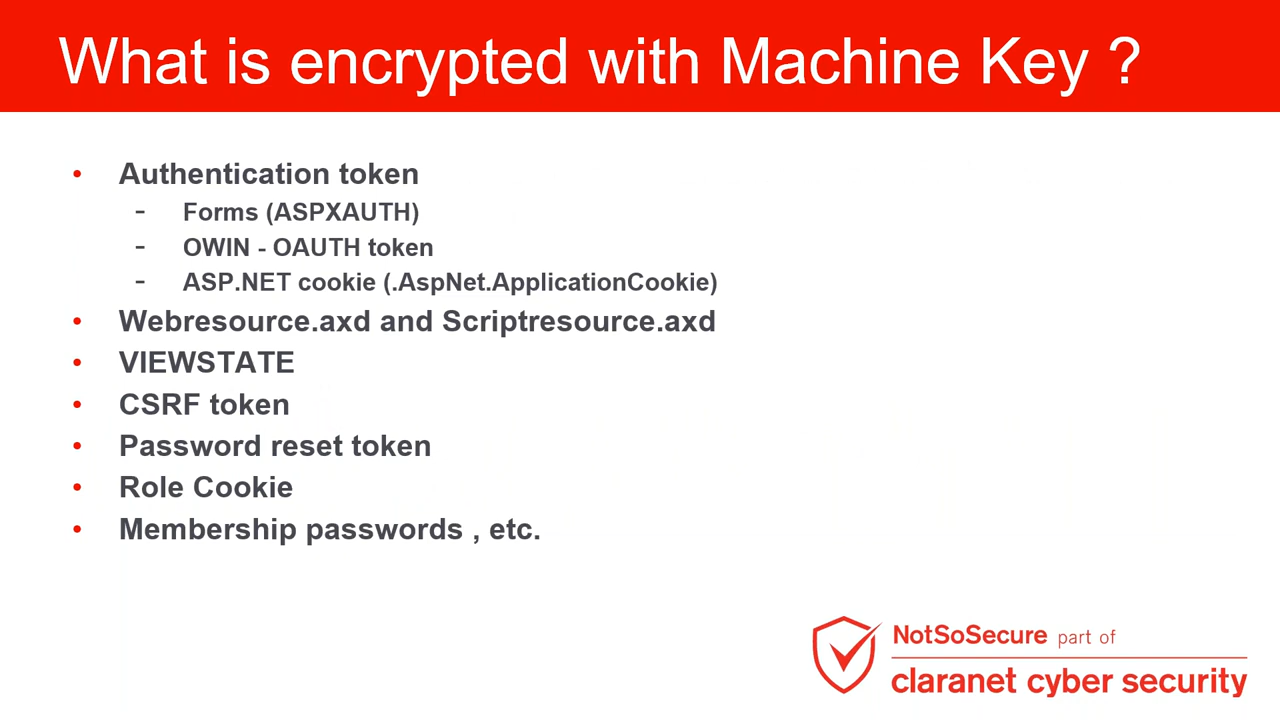 What is encrypted with Machine Key ?
• Authentication token
- Forms (ASPXAUTH)
- OWIN - OAUTH token
- ASP.NET cookie (.AspNet.ApplicationCookie)
• Webresource.axd and Scriptresource.axd
• VIEWSTATE
• CSRF token
• Password reset token
• Role Cookie
• Membership passwords , etc.
NotSoSecure part of
claranet cyber security